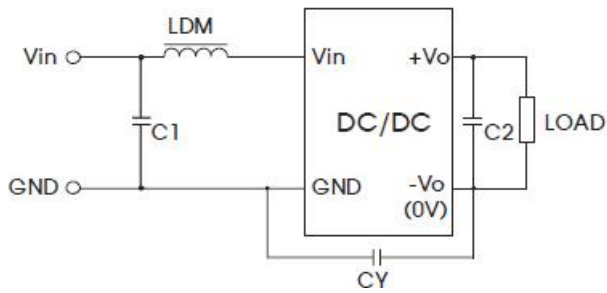 LDM
Vin
Vin
+Vo
C1
DC/DC
C2
LOAD
GND
GND
-Vo
(0V)
CY